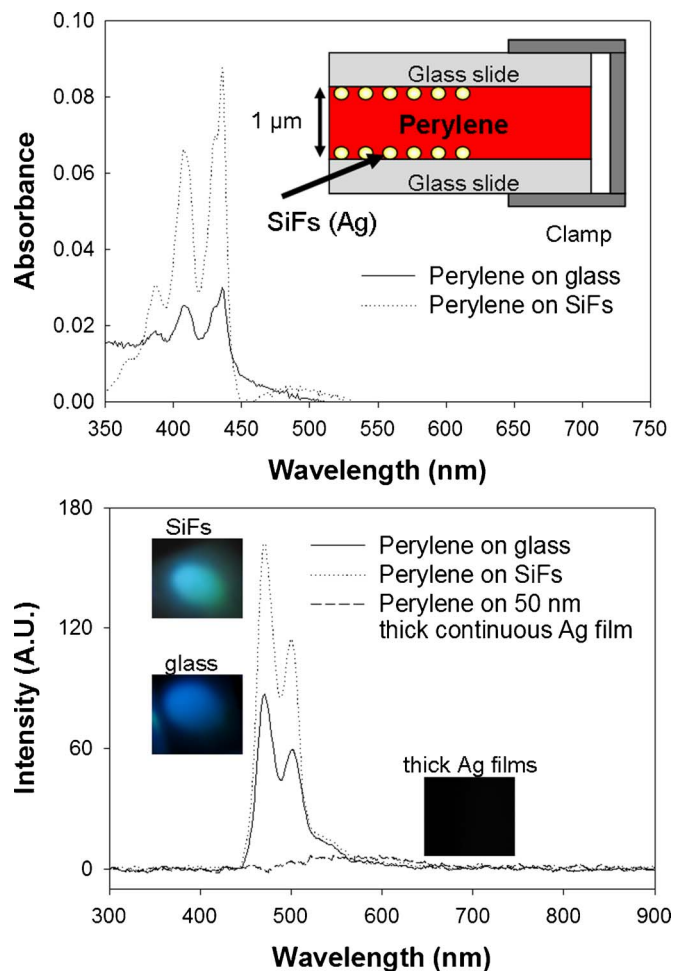 0.10
0.08
0.06
0.04
0.02
0.00
Absorbance
Glass slide
1 µm
Perylene
Glass slide
SiFs (Ag)
Clamp
Perylene on glass
Perylene on SiFs
350 400 450 500 550 600 650 700 750
Wavelength (nm)
180
120
60
0
Intensity (A.U.)
SiFs
Perylene on glass
Perylene on SiFs
Perylene on 50 nm
thick continuous Ag film
glass
thick Ag films
300 400 500 600 700 800 900
Wavelength (nm)